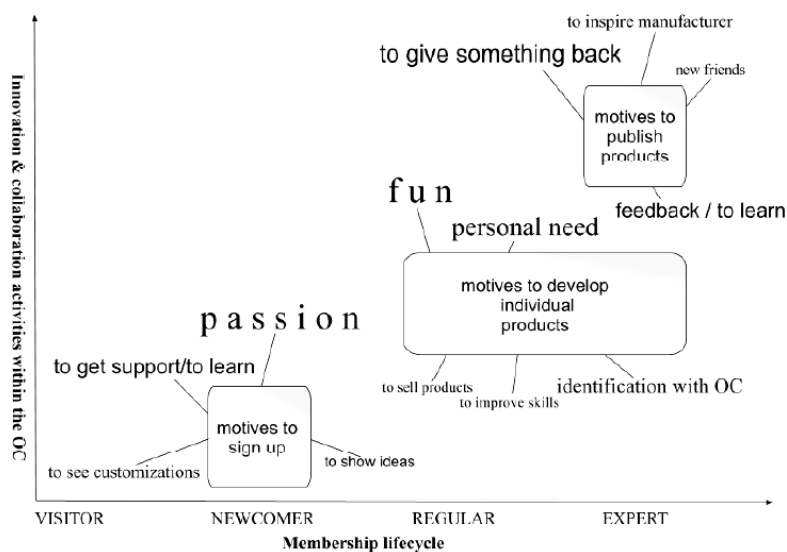 to inspire manufacturer
to give something back
new friends
motives to
publish
products
fun
feedback / to learn
personal need
motives to develop
individual
products
passion
to get support/to learn
to sell products
identification with OC
to improve skills
motives to
sign up
to see customizations
to show ideas
Innovation & collaboration activities within the OC
VISITOR
NEWCOMER
REGULAR
EXPERT
Membership lifecycle